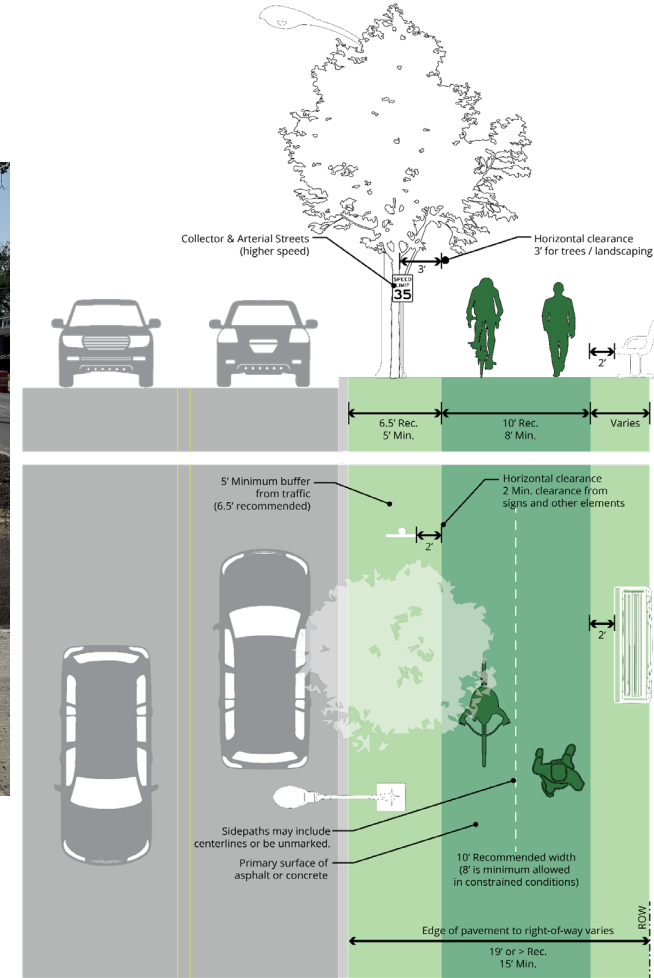 Collector & Arterial Streets
(higher speed)
Horizontal clearance
3' for trees / landscaping
3'
SPEED
LIMIT
35
2'
6.5' Rec.
5' Min.
10' Rec.
8' Min.
Varies
5' Minimum buffer
from traffic
(6.5' recommended)
Horizontal clearance
2 Min. clearance from
signs and other elements
2'
2'
Sidepaths may include
centerlines or be unmarked.
Primary surface of
asphalt or concrete
10' Recommended width
(8' is minimum allowed
in constrained conditions)
ROW
Edge of pavement to right-of-way varies
19' or > Rec.
15' Min.